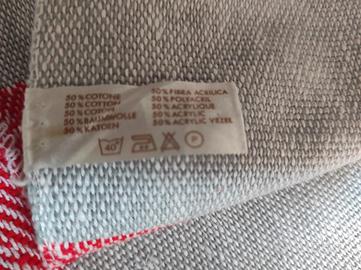 50% COTONE
50% COTTON
50% COTON
50% BAUMWOLLE
50% KATOEN
50% FIBRA ACRILICA
50% POLYACRIL
50% ACRYLIQUE
50% ACRYLIC
50% ACRYLIC VEZEL
40°
P